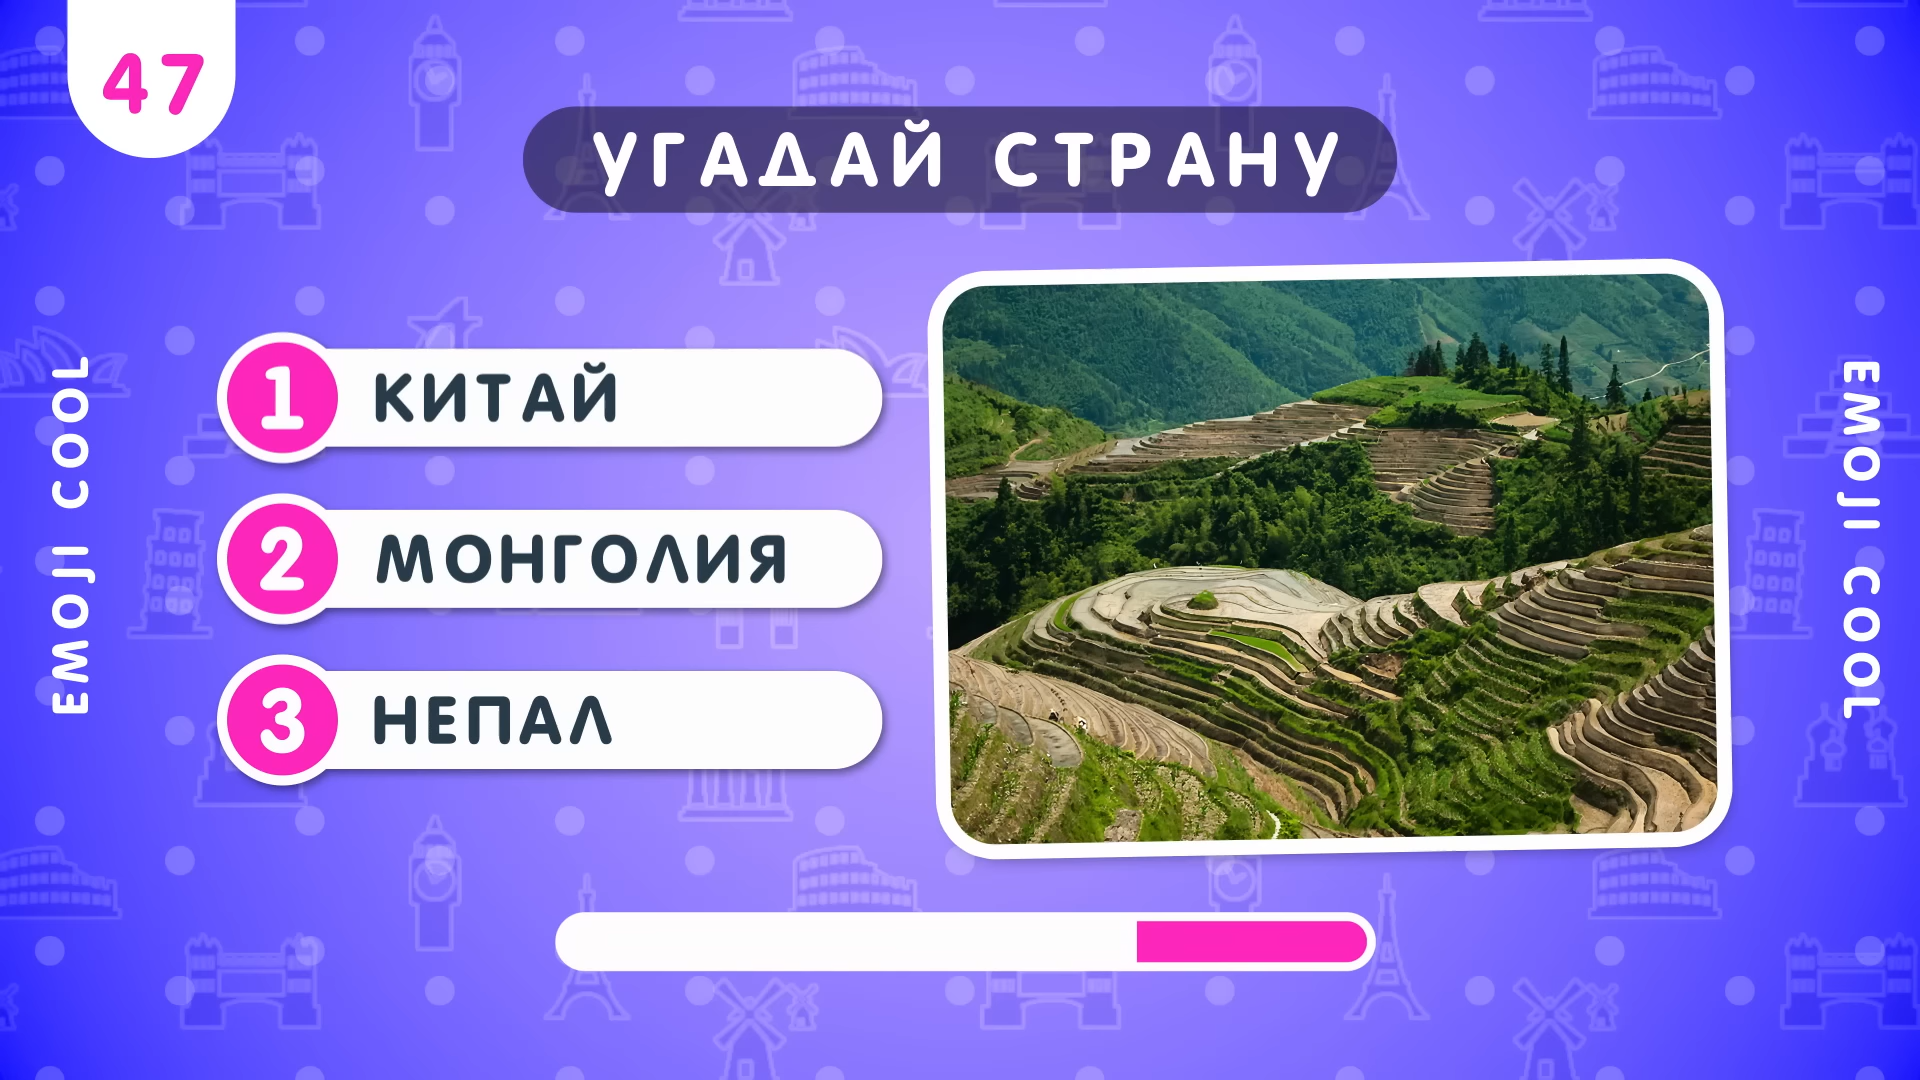 47
УГАДАЙ СТРАНУ
EMOJI COOL
1 КИТАЙ
2 МОНГОЛИЯ
3 НЕПАЛ
EMOJI COOL